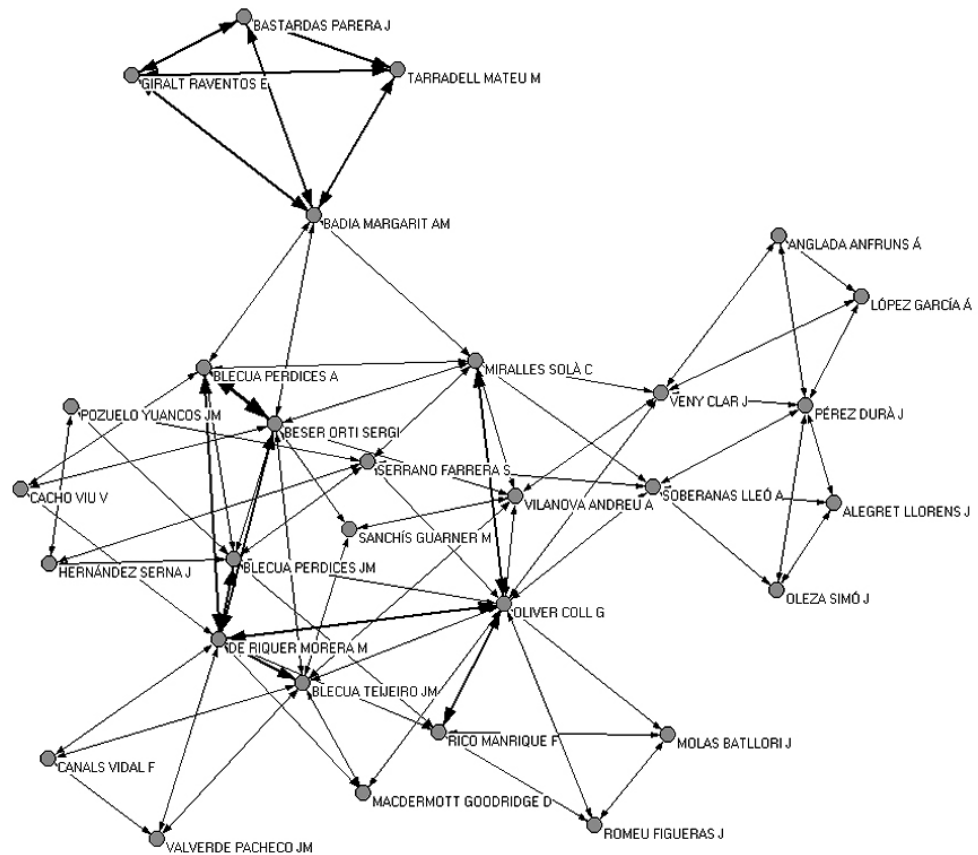 BASTARDAS PARERA J
TARRADELL MATEU M
GIRALT RAVENTOS E
BADIA MARGARIT AM
ANGLADA ANFRUNS Á
LÓPEZ GARCÍA Á
MIRALLES SOLÀ C
BLECUA PERDICES A
VENY CLAR J
POZUELO YUANCOS JM
PÉREZ DURÀ J
BESER ORTI SERGI
SERRANO FARRERA S
CACHO VIU V
SOBERANAS LLEÓ A
VILANOVA ANDREU A
ALEGRET LLORENS J
SANCHÍS GUARNER M
BLECUA PERDICES JM
HERNÁNDEZ SERNA J
OLEZA SIMÓ J
OLIVER COLL G
DE RIQUER MORERA M
BLECUA TEIJEIRO JM
RICO MANRIQUE F
MOLAS BATLLORI J
CANALS VIDAL F
MACDERMOTT GOODRIDGE D
ROMEU FIGUERAS J
VALVERDE PACHECO JM